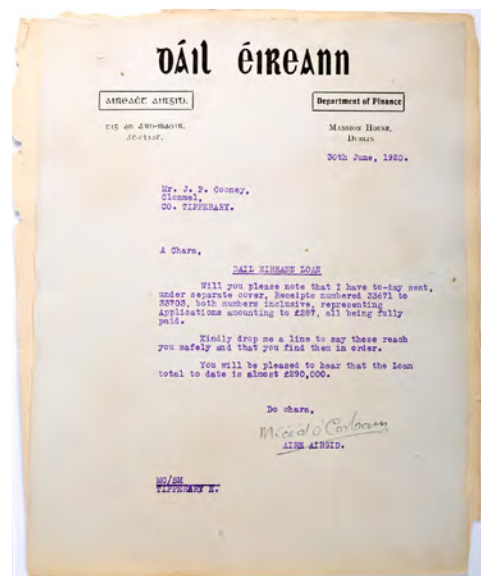 Dáil Éireann
Aireacht Airgid.
Department of Finance
Mansion House,
Dublin
30th June, 1920.
Mr. J. P. Cooney,
Clonmel,
CO. TIPPERARY.
A Chara,
DAIL EIREANN LOAN
Will you please note that I have to-day sent,
under separate cover, Receipts numbered 33671 to
33703, both numbers inclusive, representing
Applications amounting to £287, all being fully
paid.
Kindly drop me a line to say these reach
you safely and that you find them in order.
You will be pleased to hear that the Loan
total to date is almost £290,000.
Do chara,
AIRE AIRGID.
MC/SM
TIPPERARY E.